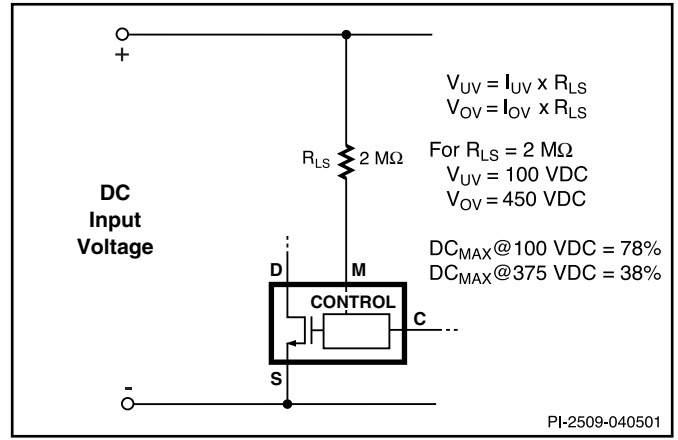 +
DC
Input
Voltage
-
R_LS 2 MΩ
D M
CONTROL
C
S
V_UV = I_UV x R_LS
V_OV = I_OV x R_LS
For R_LS = 2 MΩ
V_UV = 100 VDC
V_OV = 450 VDC
DC_MAX@100 VDC = 78%
DC_MAX@375 VDC = 38%
PI-2509-040501